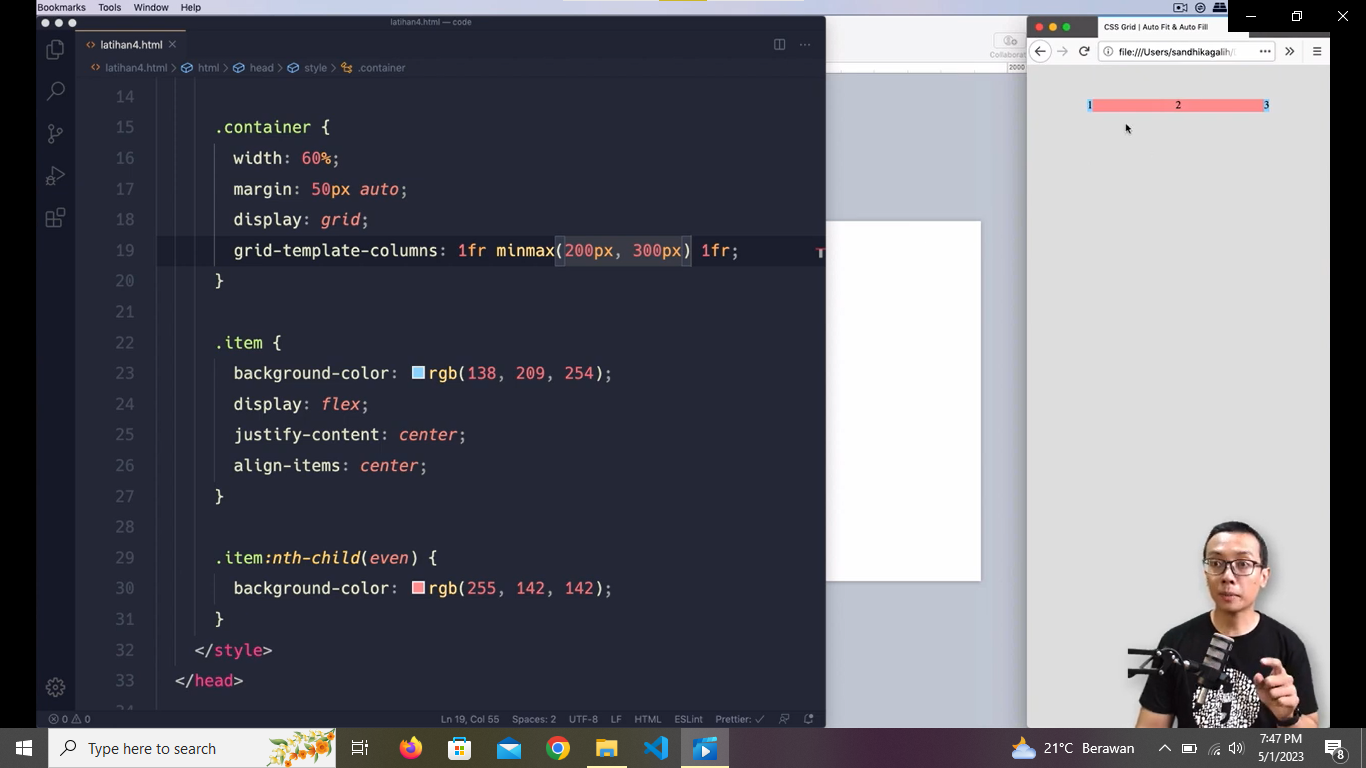 Bookmarks Tools Window Help
latihan4.html — code
latihan4.html
latihan4.html > html > head > style > .container
14
15 .container {
16 width: 60%;
17 margin: 50px auto;
18 display: grid;
19 grid-template-columns: 1fr minmax(200px, 300px) 1fr;
20 }
21
22 .item {
23 background-color: rgb(138, 209, 254);
24 display: flex;
25 justify-content: center;
26 align-items: center;
27 }
28
29 .item:nth-child(even) {
30 background-color: rgb(255, 142, 142);
31 }
32 </style>
33 </head>
0 0 Ln 19, Col 55 Spaces: 2 UTF-8 LF HTML ESLint Prettier: ✓
2000
CSS Grid | Auto Fit & Auto Fill
file:///Users/sandhikagalih/
1 2 3
Type here to search
21°C Berawan
7:47 PM
5/1/2023
8